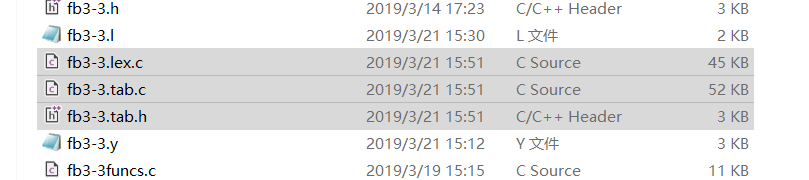 fb3-3.h 2019/3/14 17:23 C/C++ Header 3 KB
fb3-3.l 2019/3/21 15:30 L 文件 2 KB
fb3-3.lex.c 2019/3/21 15:51 C Source 45 KB
fb3-3.tab.c 2019/3/21 15:51 C Source 52 KB
fb3-3.tab.h 2019/3/21 15:51 C/C++ Header 3 KB
fb3-3.y 2019/3/21 15:12 Y 文件 3 KB
fb3-3funcs.c 2019/3/19 15:15 C Source 11 KB